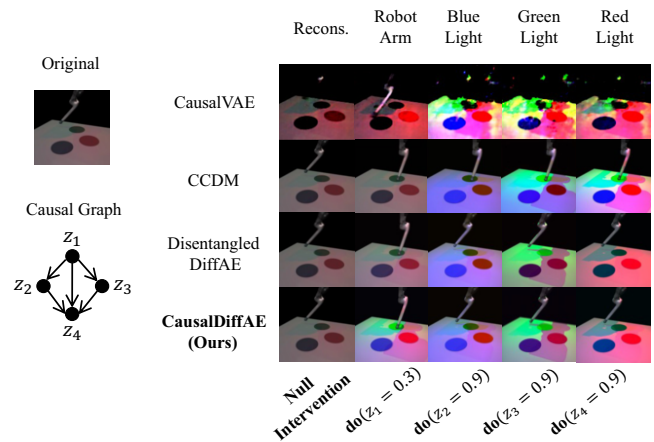 Recons.
Robot
Arm
Blue
Light
Green
Light
Red
Light
Original
CausalVAE
CCDM
Causal Graph
z₁
z₂
z₃
z₄
Disentangled
DiffAE
CausalDiffAE
(Ours)
Null
Intervention
do(z₁ = 0.3)
do(z₂ = 0.9)
do(z₃ = 0.9)
do(z₄ = 0.9)